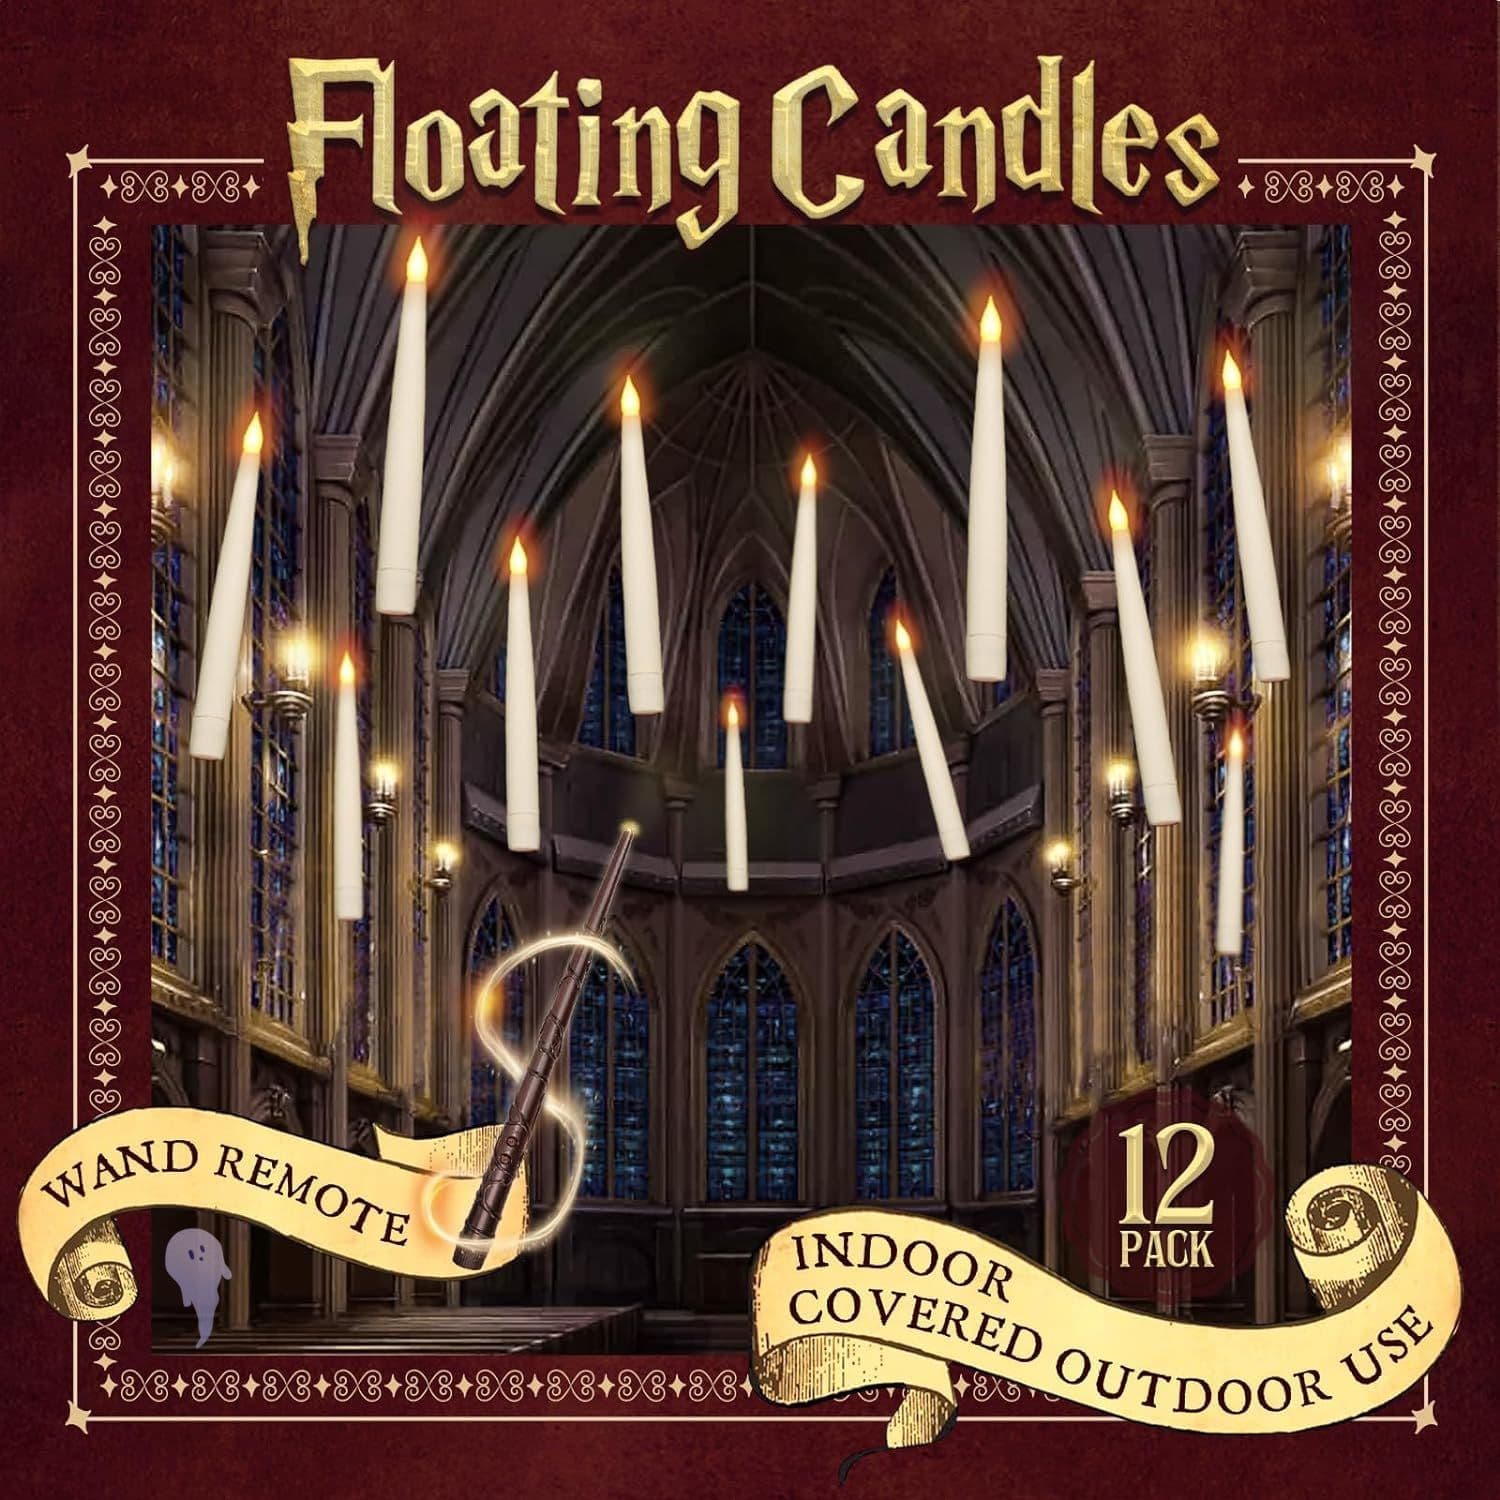 Floating Candles
WAND REMOTE
12
PACK
INDOOR
COVERED OUTDOOR USE